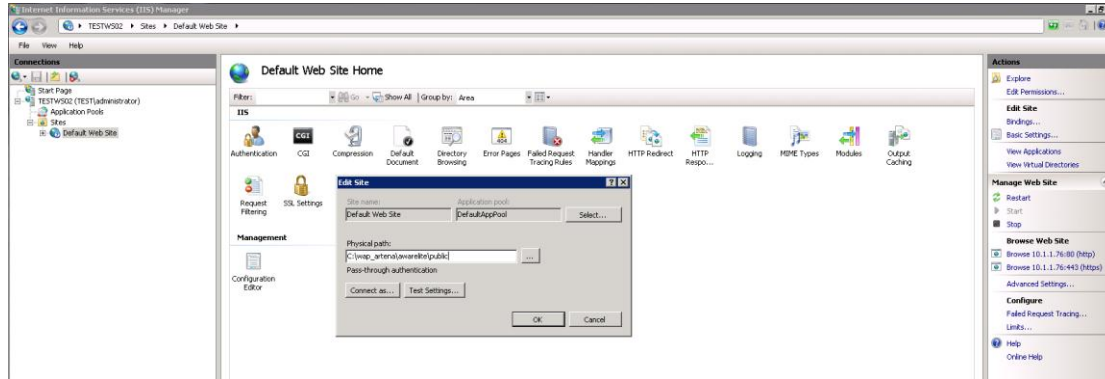 Internet Information Services (IIS) Manager
TESTWS02 Sites Default Web Site
File View Help
Connections
Start Page
TESTWS02 (TEST\administrator)
Application Pools
Sites
Default Web Site
Default Web Site Home
Filter: Go Show All Group by: Area
IIS
Authentication
CGI
Compression
Default Document
Directory Browsing
Error Pages
Failed Request Tracing Rules
Handler Mappings
HTTP Redirect
HTTP Respo...
Logging
MIME Types
Modules
Output Caching
Request Filtering
SSL Settings
Management
Configuration Editor
Edit Site
Site name: Application pool:
Default Web Site DefaultAppPool Select...
Physical path:
C:\wap_artena\awarelite\public ...
Pass-through authentication
Connect as... Test Settings...
OK Cancel
Actions
Explore
Edit Permissions...
Edit Site
Bindings...
Basic Settings...
View Applications
View Virtual Directories
Manage Web Site
Restart
Start
Stop
Browse Web Site
Browse 10.1.1.76:80 (http)
Browse 10.1.1.76:443 (https)
Advanced Settings...
Configure
Failed Request Tracing...
Limits...
Help
Online Help